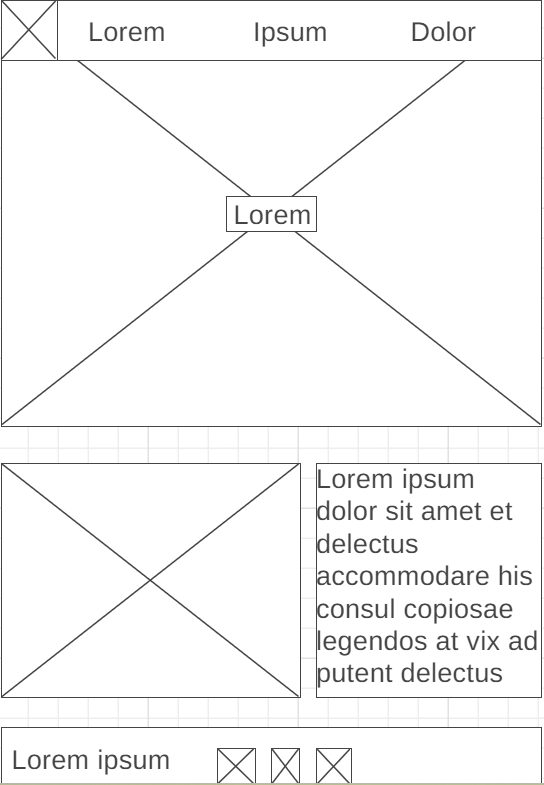 Lorem Ipsum Dolor
Lorem
Lorem ipsum
dolor sit amet et
delectus
accommodare his
consul copiosae
legendos at vix ad
putent delectus
Lorem ipsum